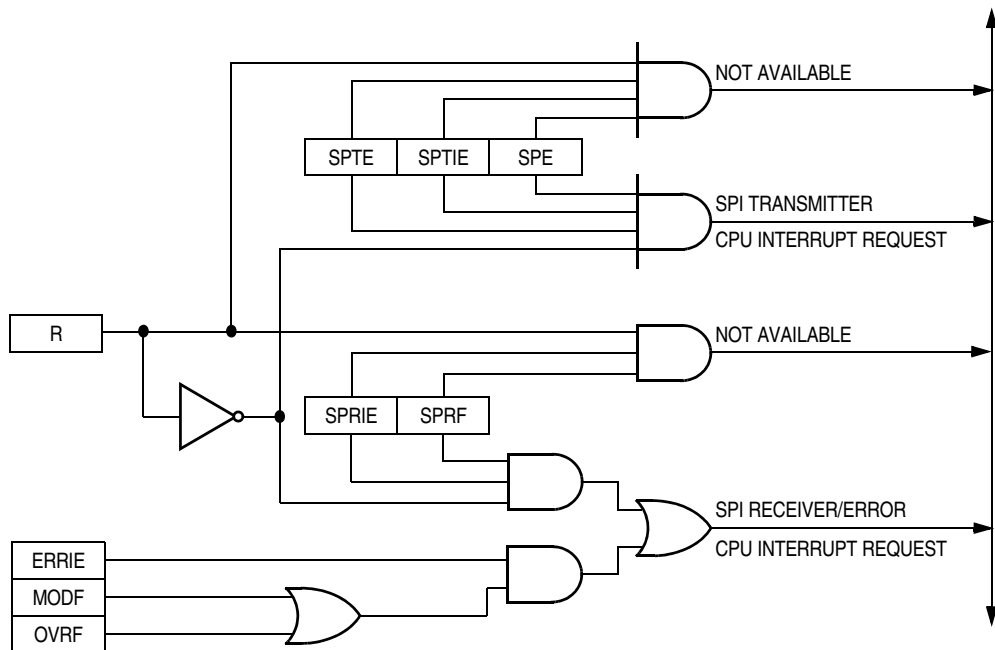 NOT AVAILABLE
SPTE SPTIE SPE
SPI TRANSMITTER
CPU INTERRUPT REQUEST
R
NOT AVAILABLE
SPRIE SPRF
SPI RECEIVER/ERROR
CPU INTERRUPT REQUEST
ERRIE
MODF
OVRF